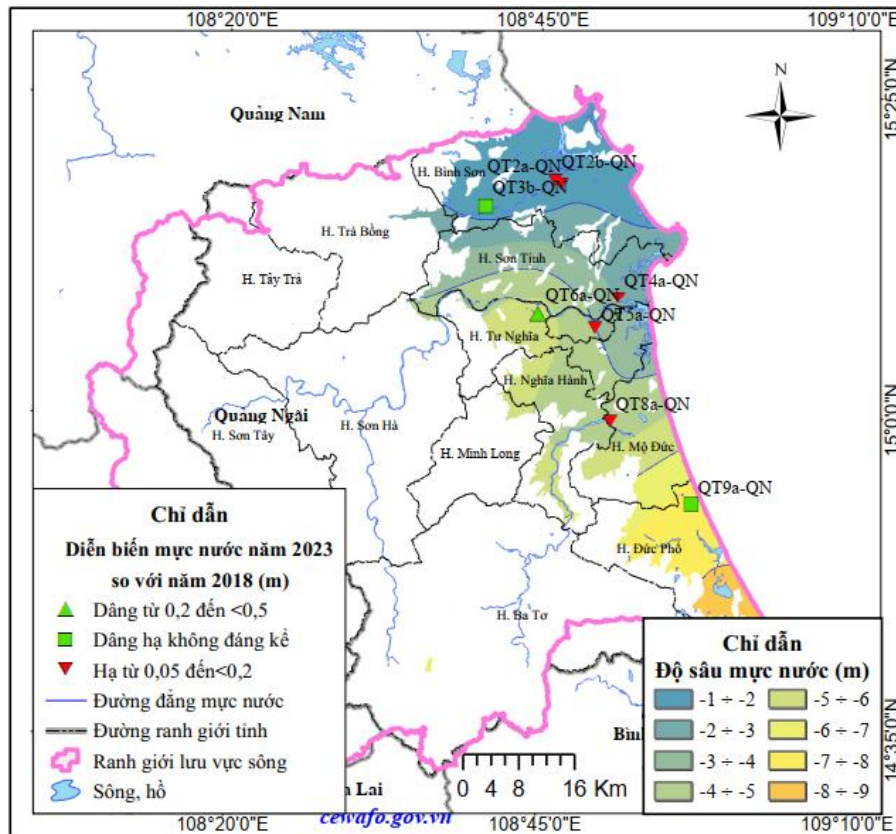 108°20'0"E
108°45'0"E
109°10'0"E
15°25'0"N
15°0'0"N
14°35'0"N
N
Quảng Nam
QT2a-QN
QT2b-QN
H. Bình Sơn
QT3b-QN
H. Trà Bồng
H. Sơn Tịnh
H. Tây Trà
QT4a-QN
QT6a-QN
QT5a-QN
H. Tư Nghĩa
H. Nghĩa Hành
Quảng Ngãi
QT8a-QN
H. Sơn Tây
H. Sơn Hà
H. Mộ Đức
H. Minh Long
QT9a-QN
H. Đức Phổ
H. Ba Tơ
Chỉ dẫn
Diễn biến mực nước năm 2023
so với năm 2018 (m)
Dâng từ 0,2 đến <0,5
Dâng hạ không đáng kể
Hạ từ 0,05 đến<0,2
Đường đẳng mực nước
Đường ranh giới tỉnh
Ranh giới lưu vực sông
Sông, hồ
Chỉ dẫn
Độ sâu mực nước (m)
-1 ÷ -2
-5 ÷ -6
-2 ÷ -3
-6 ÷ -7
-3 ÷ -4
-7 ÷ -8
-4 ÷ -5
-8 ÷ -9
Bìn
0 4 8 16 Km
Lai
cewafo.gov.vn
108°20'0"E
108°45'0"E
109°10'0"E